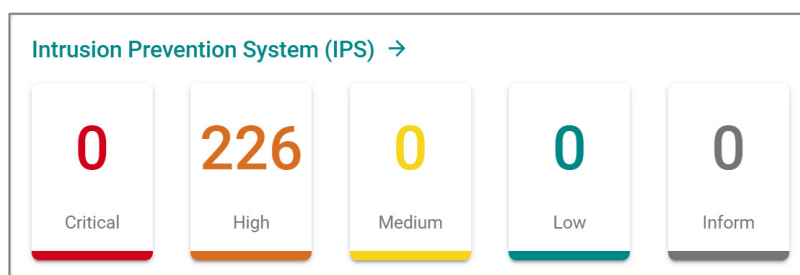 Intrusion Prevention System (IPS) →
0 226 0 0 0
Critical High Medium Low Inform